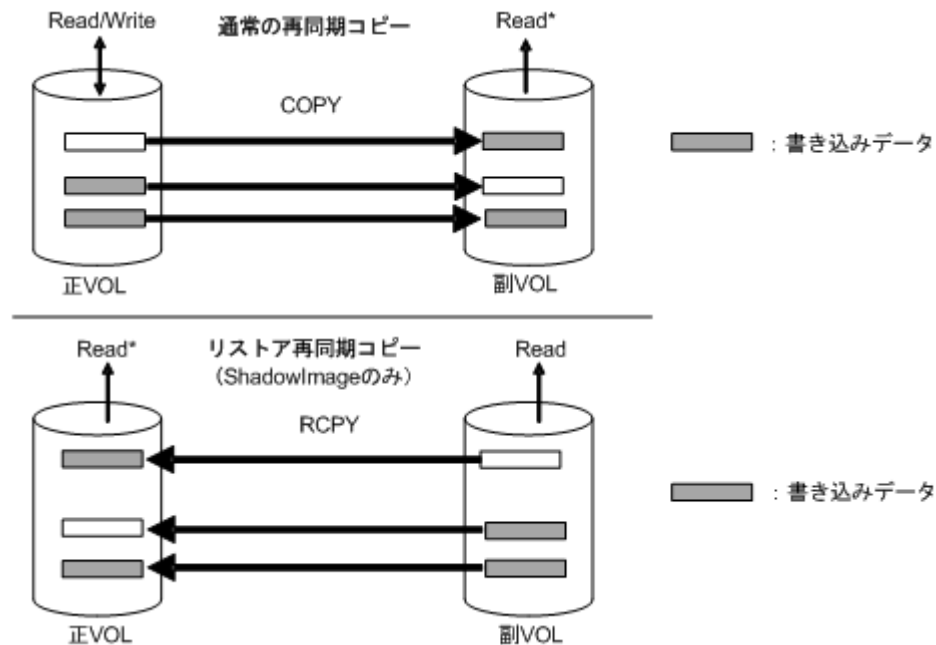 Read/Write
通常の再同期コピー
Read*
COPY
：書き込みデータ
正VOL
副VOL
Read*
リストア再同期コピー
Read
（ShadowImageのみ）
RCPY
：書き込みデータ
正VOL
副VOL